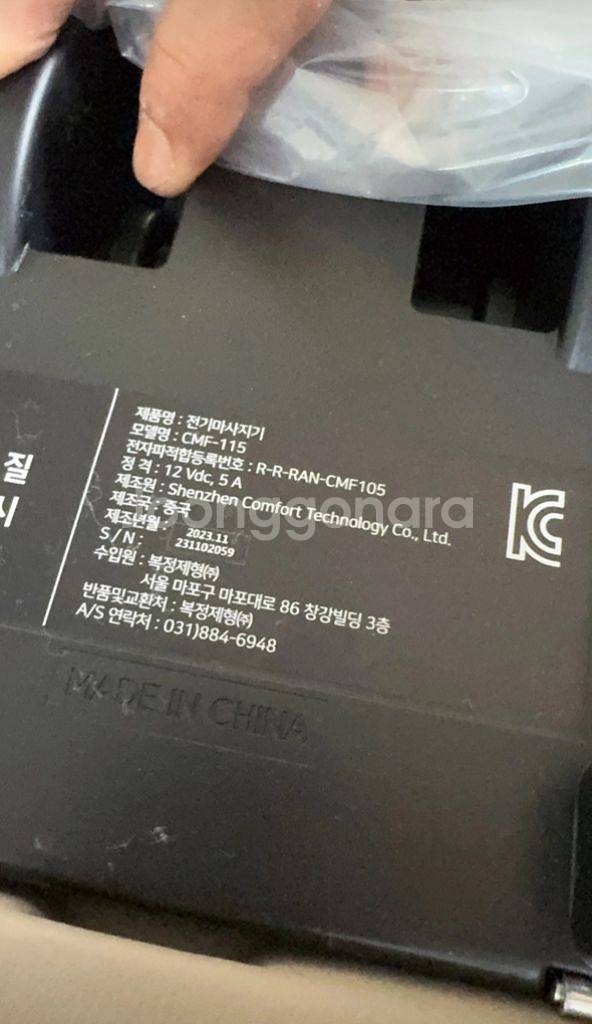 질
시
제품명 : 전기마사지기
모델명 : CMF-115
전자파적합등록번호 : R-R-RAN-CMF105
정 격 : 12 Vdc, 5 A
제조원 : Shenzhen Comfort Technology Co., Ltd.
제조국 : 중국
제조년월 : 2023.11
S / N : 231102059
수입원 : 복정제형㈜
서울 마포구 마포대로 86 창강빌딩 3층
반품및교환처 : 복정제형㈜
A/S 연락처 : 031)884-6948
MADE IN CHINA
joonggonara